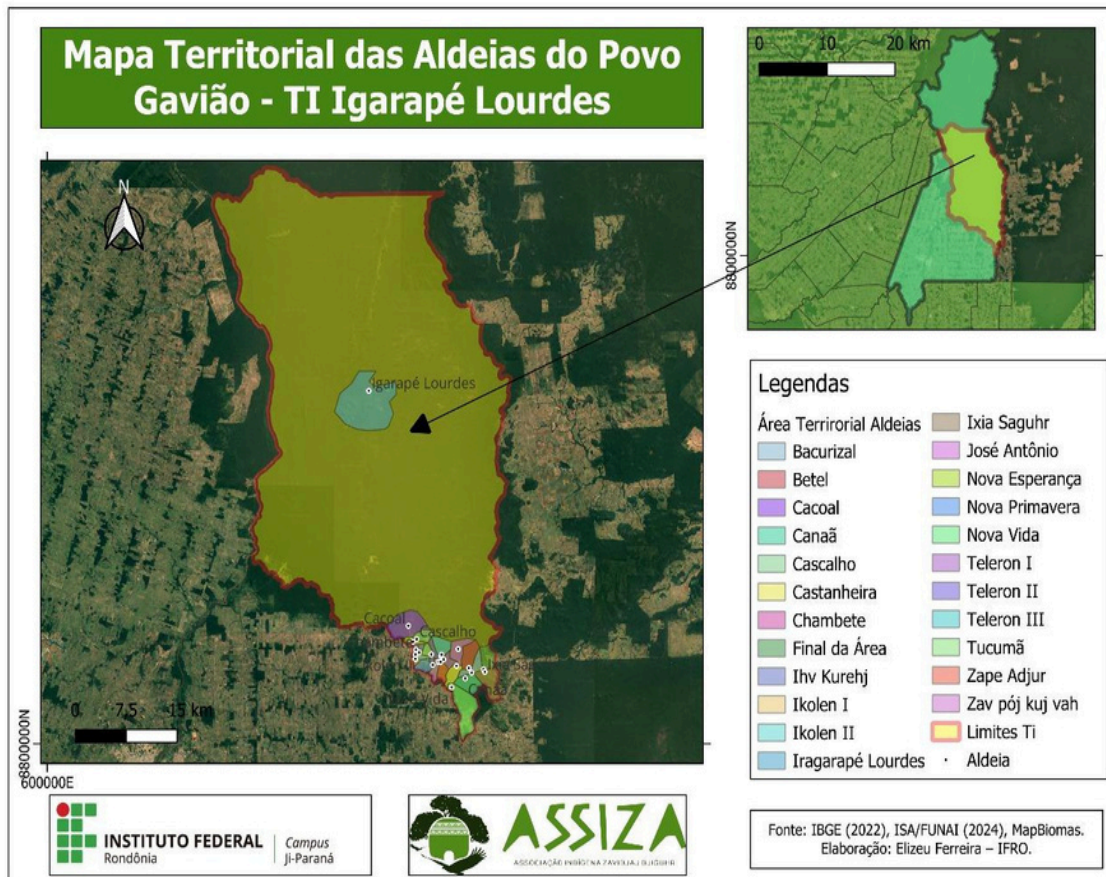 Mapa Territorial das Aldeias do Povo
Gavião - TI Igarapé Lourdes
N
Igarapé Lourdes
Cacoal
Cascalho
0 7,5 15 km
8800000N
600000E
0 10 20 km
8800000N
Legendas
Área Terrirorial Aldeias
Bacurizal
Betel
Cacoal
Canaã
Cascalho
Castanheira
Chambete
Final da Área
Ihv Kurehj
Ikolen I
Ikolen II
Iragarapé Lourdes
Ixia Saguhr
José Antônio
Nova Esperança
Nova Primavera
Nova Vida
Teleron I
Teleron II
Teleron III
Tucumã
Zape Adjur
Zav pój kuj vah
Limites Ti
Aldeia
INSTITUTO FEDERAL
Rondônia
Campus
Ji-Paraná
ASSIZA
ASSOCIAÇÃO INDÍGENA
Fonte: IBGE (2022), ISA/FUNAI (2024), MapBiomas.
Elaboração: Elizeu Ferreira – IFRO.